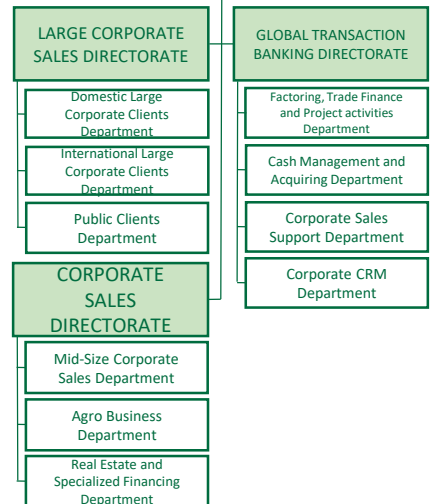 LARGE CORPORATE
SALES DIRECTORATE
Domestic Large
Corporate Clients
Department
International Large
Corporate Clients
Department
Public Clients
Department
CORPORATE
SALES
DIRECTORATE
Mid-Size Corporate
Sales Department
Agro Business
Department
Real Estate and
Specialized Financing
Department
GLOBAL TRANSACTION
BANKING DIRECTORATE
Factoring, Trade Finance
and Project activities
Department
Cash Management and
Acquiring Department
Corporate Sales
Support Department
Corporate CRM
Department